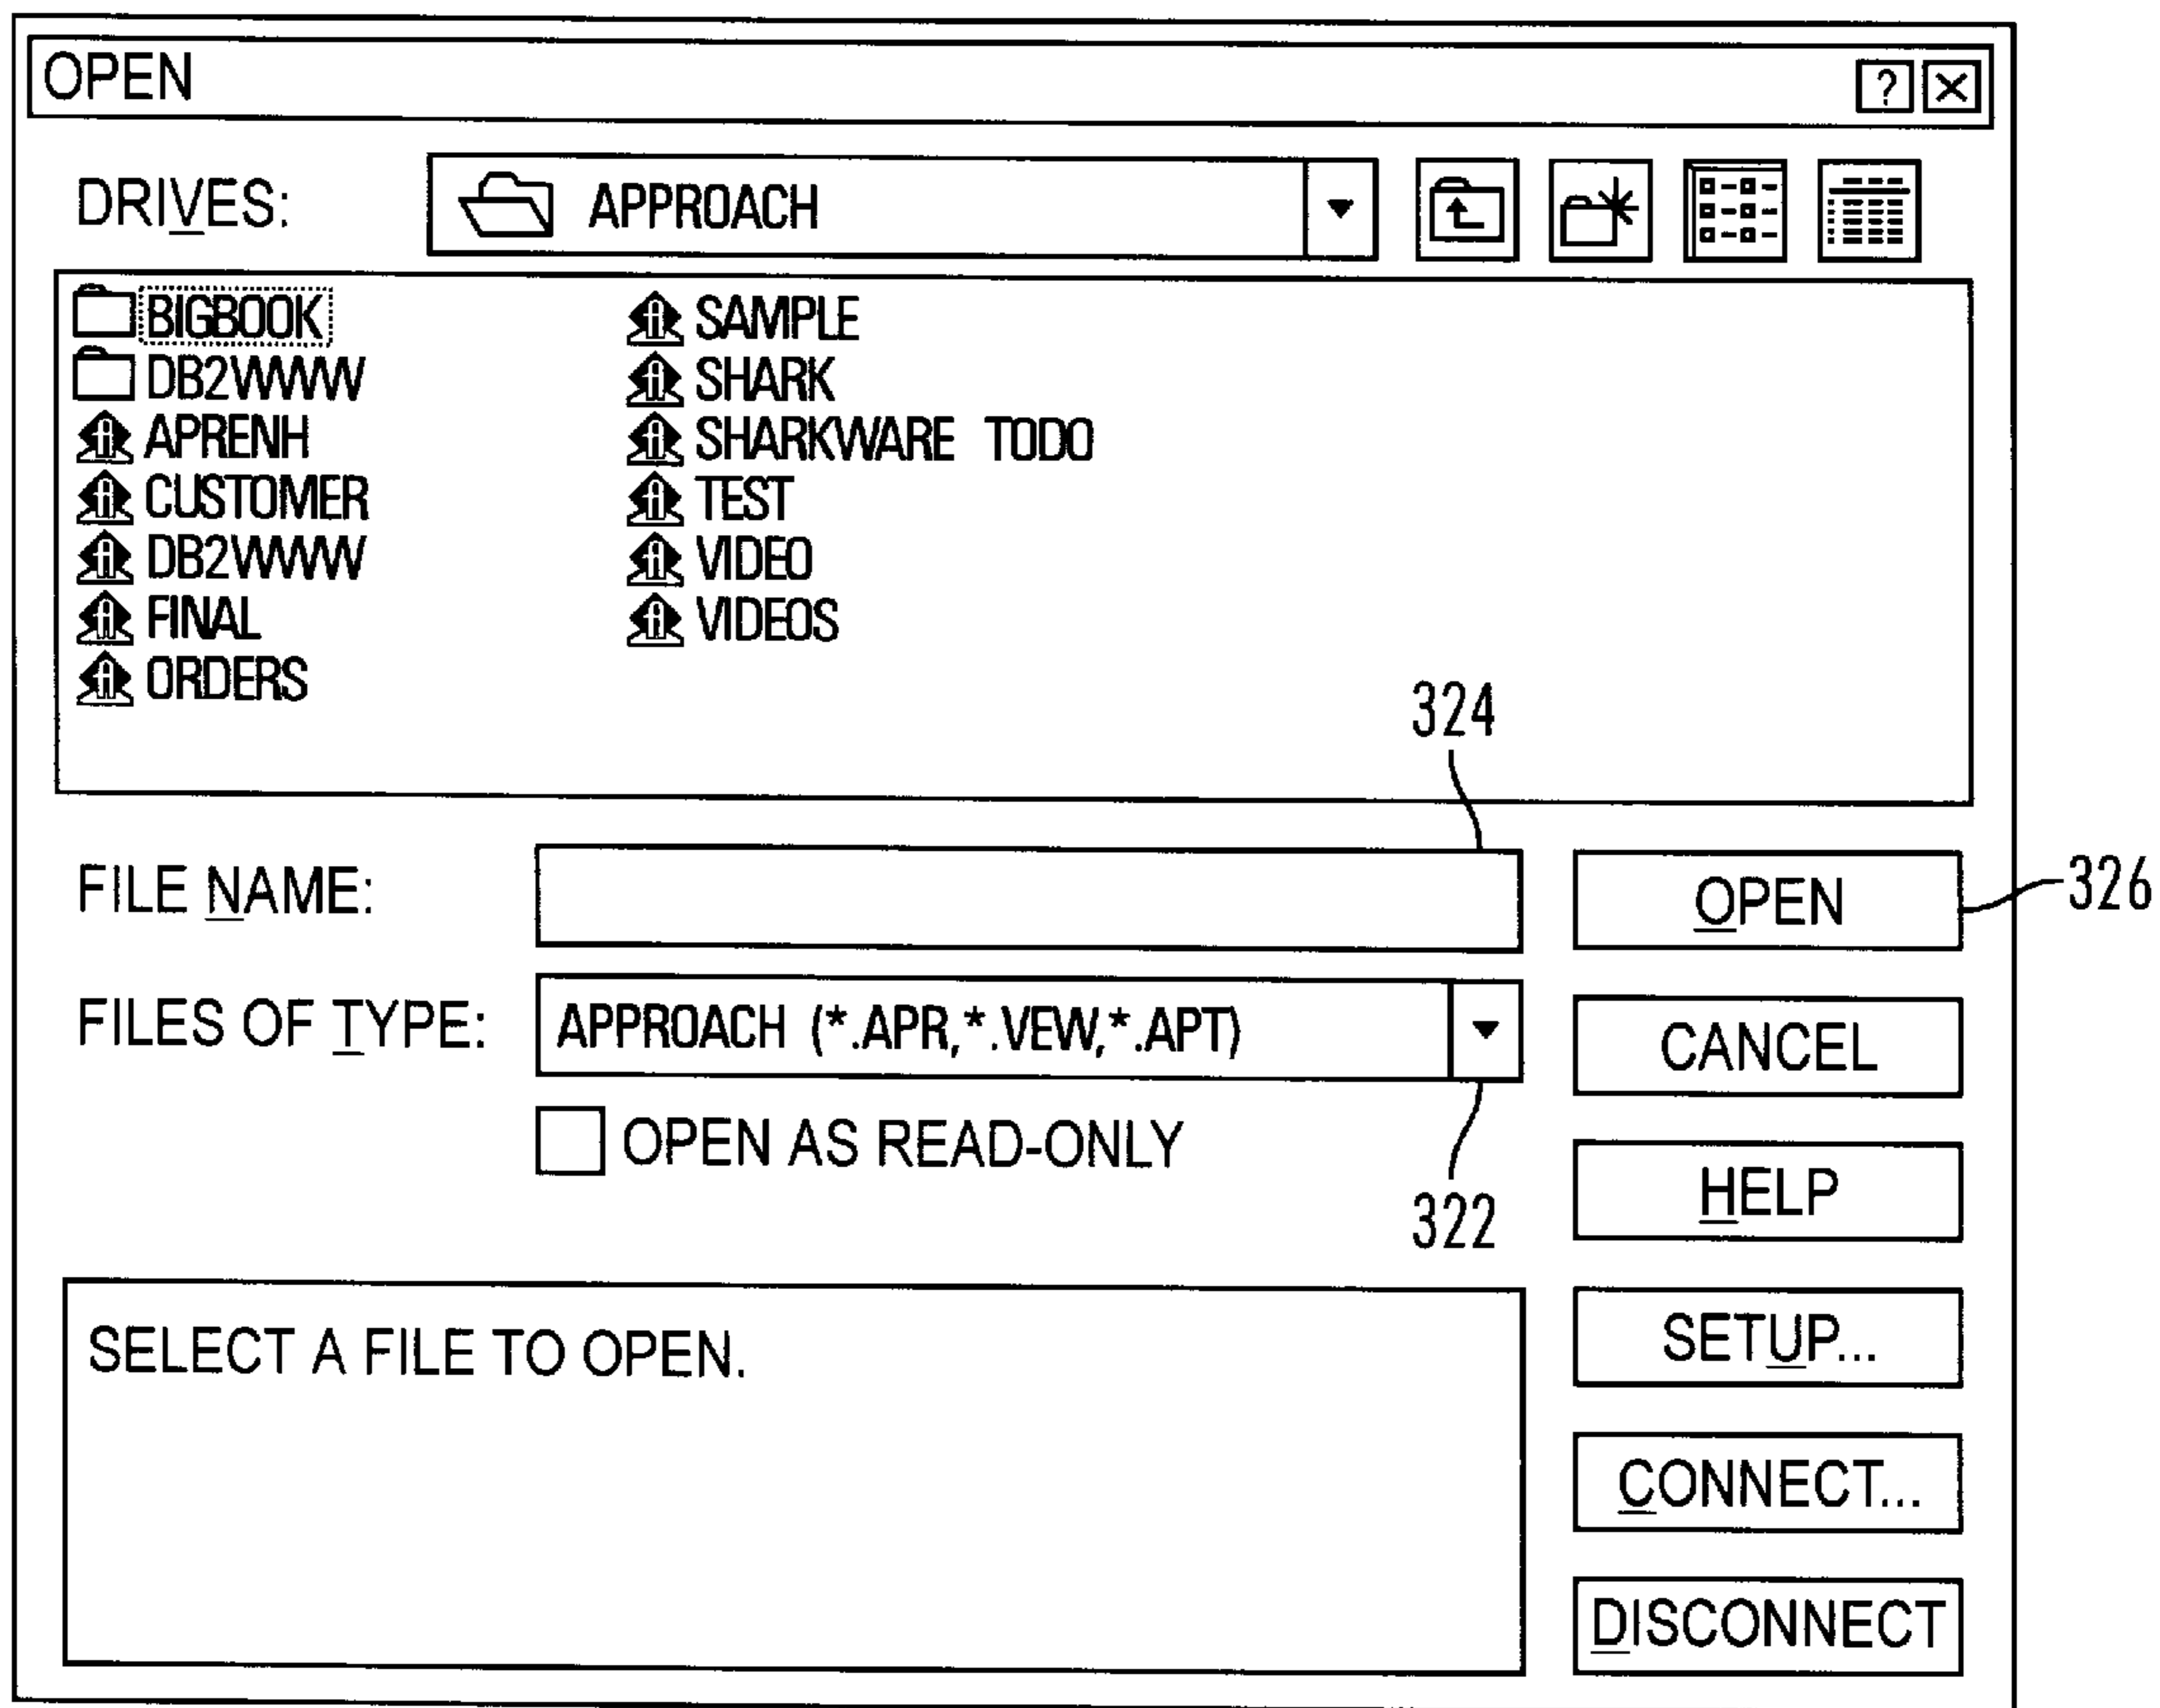 OPEN ? X
DRIVES: APPROACH
BIGBOOK
DB2WWW
APRENH
CUSTOMER
DB2WWW
FINAL
ORDERS
SAMPLE
SHARK
SHARKWARE TODO
TEST
VIDEO
VIDEOS
324
FILE NAME:
OPEN
326
FILES OF TYPE: APPROACH (*.APR,*.VEW,*.APT)
CANCEL
OPEN AS READ-ONLY
322
HELP
SELECT A FILE TO OPEN.
SETUP...
CONNECT...
DISCONNECT